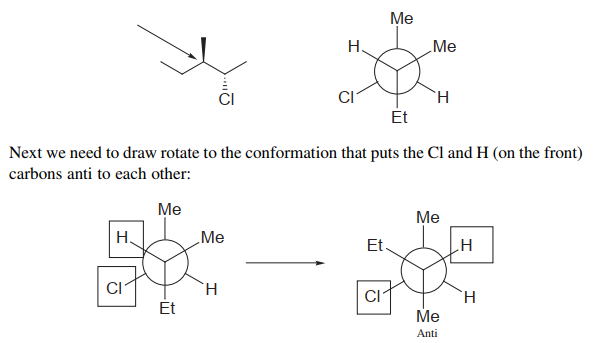 Me
H
Me
Cl
Cl
H
Et
Next we need to draw rotate to the conformation that puts the Cl and H (on the front)
carbons anti to each other:
Me
H
Me
Cl
H
Et
Me
Et
H
Cl
H
Me
Anti